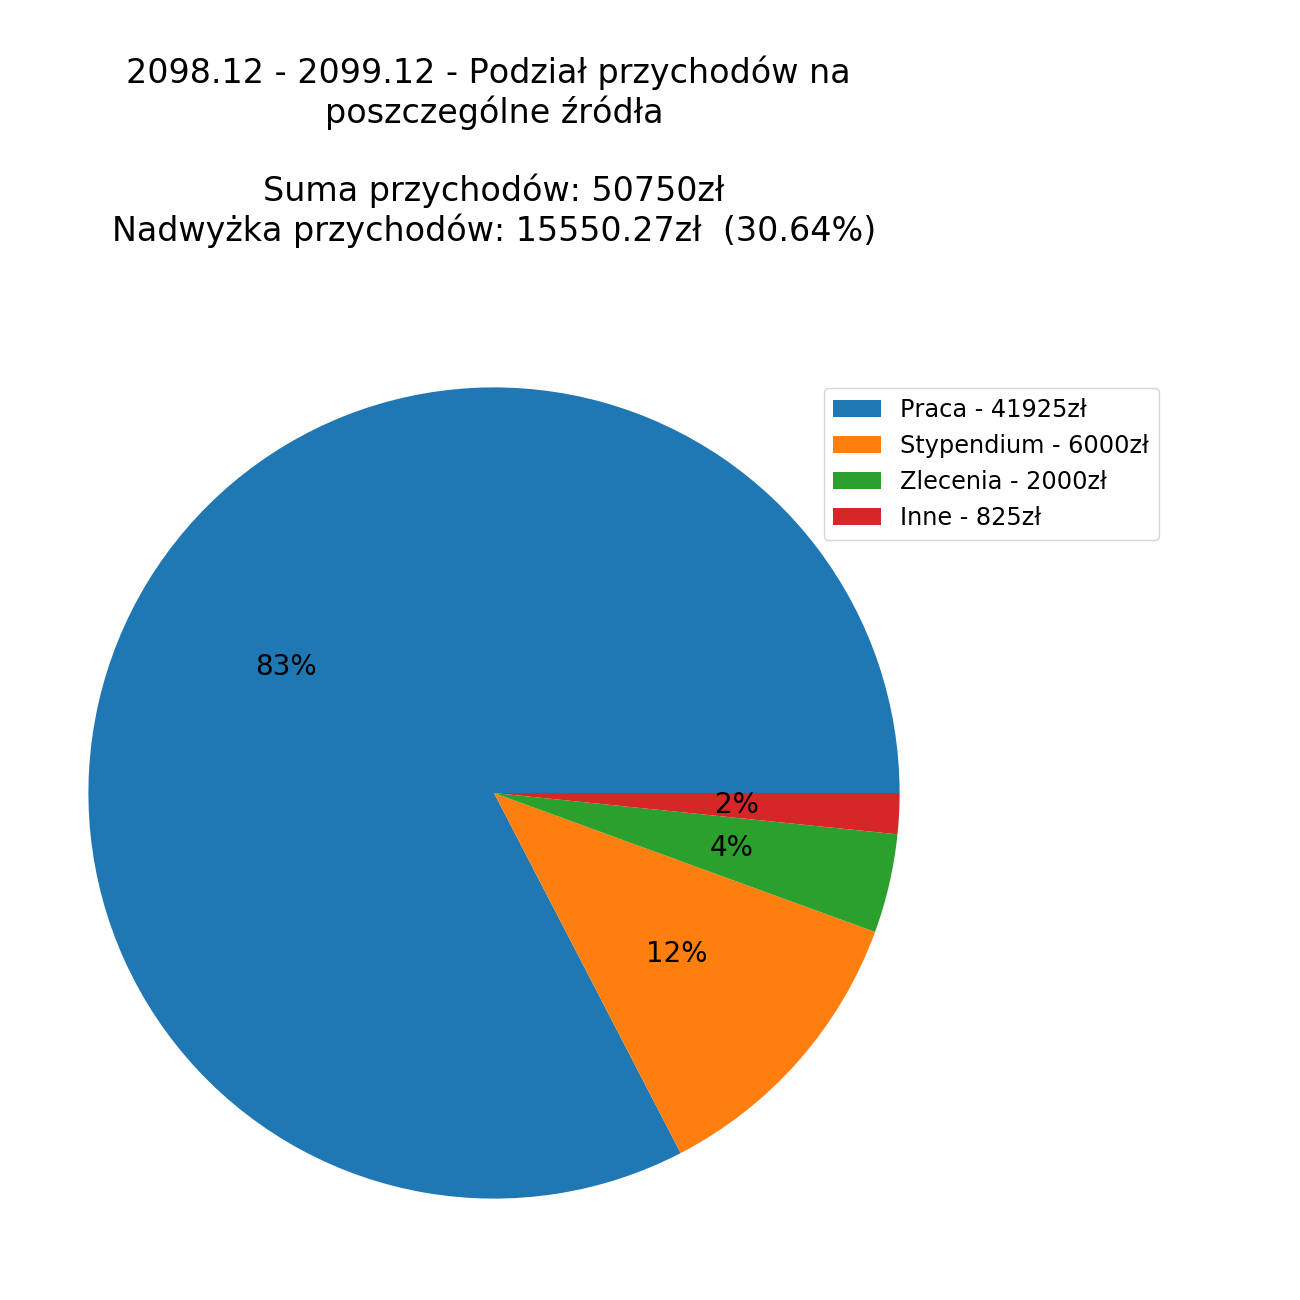 2098.12 - 2099.12 - Podział przychodów na
poszczególne źródła
Suma przychodów: 50750zł
Nadwyżka przychodów: 15550.27zł  (30.64%)
Praca - 41925zł
Stypendium - 6000zł
Zlecenia - 2000zł
Inne - 825zł
83%
2%
4%
12%